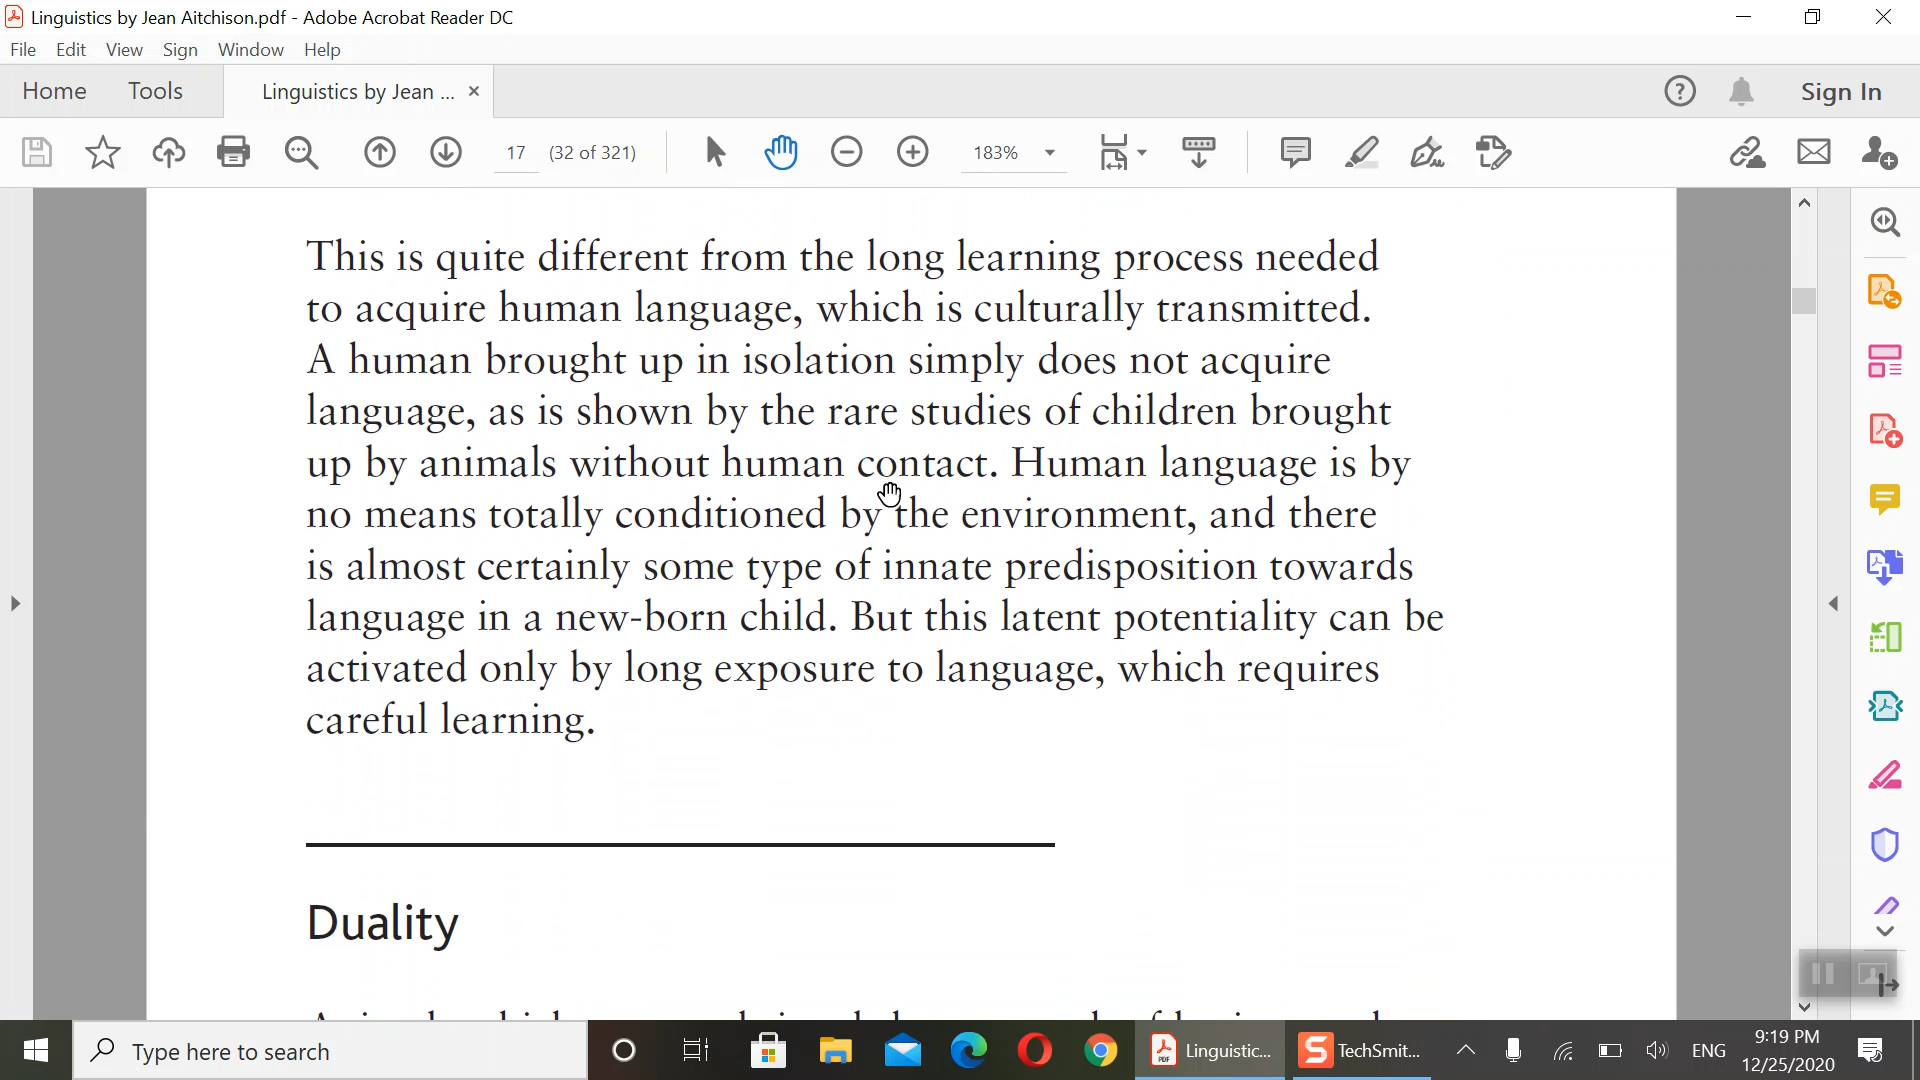 Linguistics by Jean Aitchison.pdf - Adobe Acrobat Reader DC
File Edit View Sign Window Help
Home Tools Linguistics by Jean ... × Sign In
17 (32 of 321) 183%
This is quite different from the long learning process needed
to acquire human language, which is culturally transmitted.
A human brought up in isolation simply does not acquire
language, as is shown by the rare studies of children brought
up by animals without human contact. Human language is by
no means totally conditioned by the environment, and there
is almost certainly some type of innate predisposition towards
language in a new-born child. But this latent potentiality can be
activated only by long exposure to language, which requires
careful learning.
Duality
Type here to search
Linguistic...
TechSmit...
ENG
9:19 PM
12/25/2020